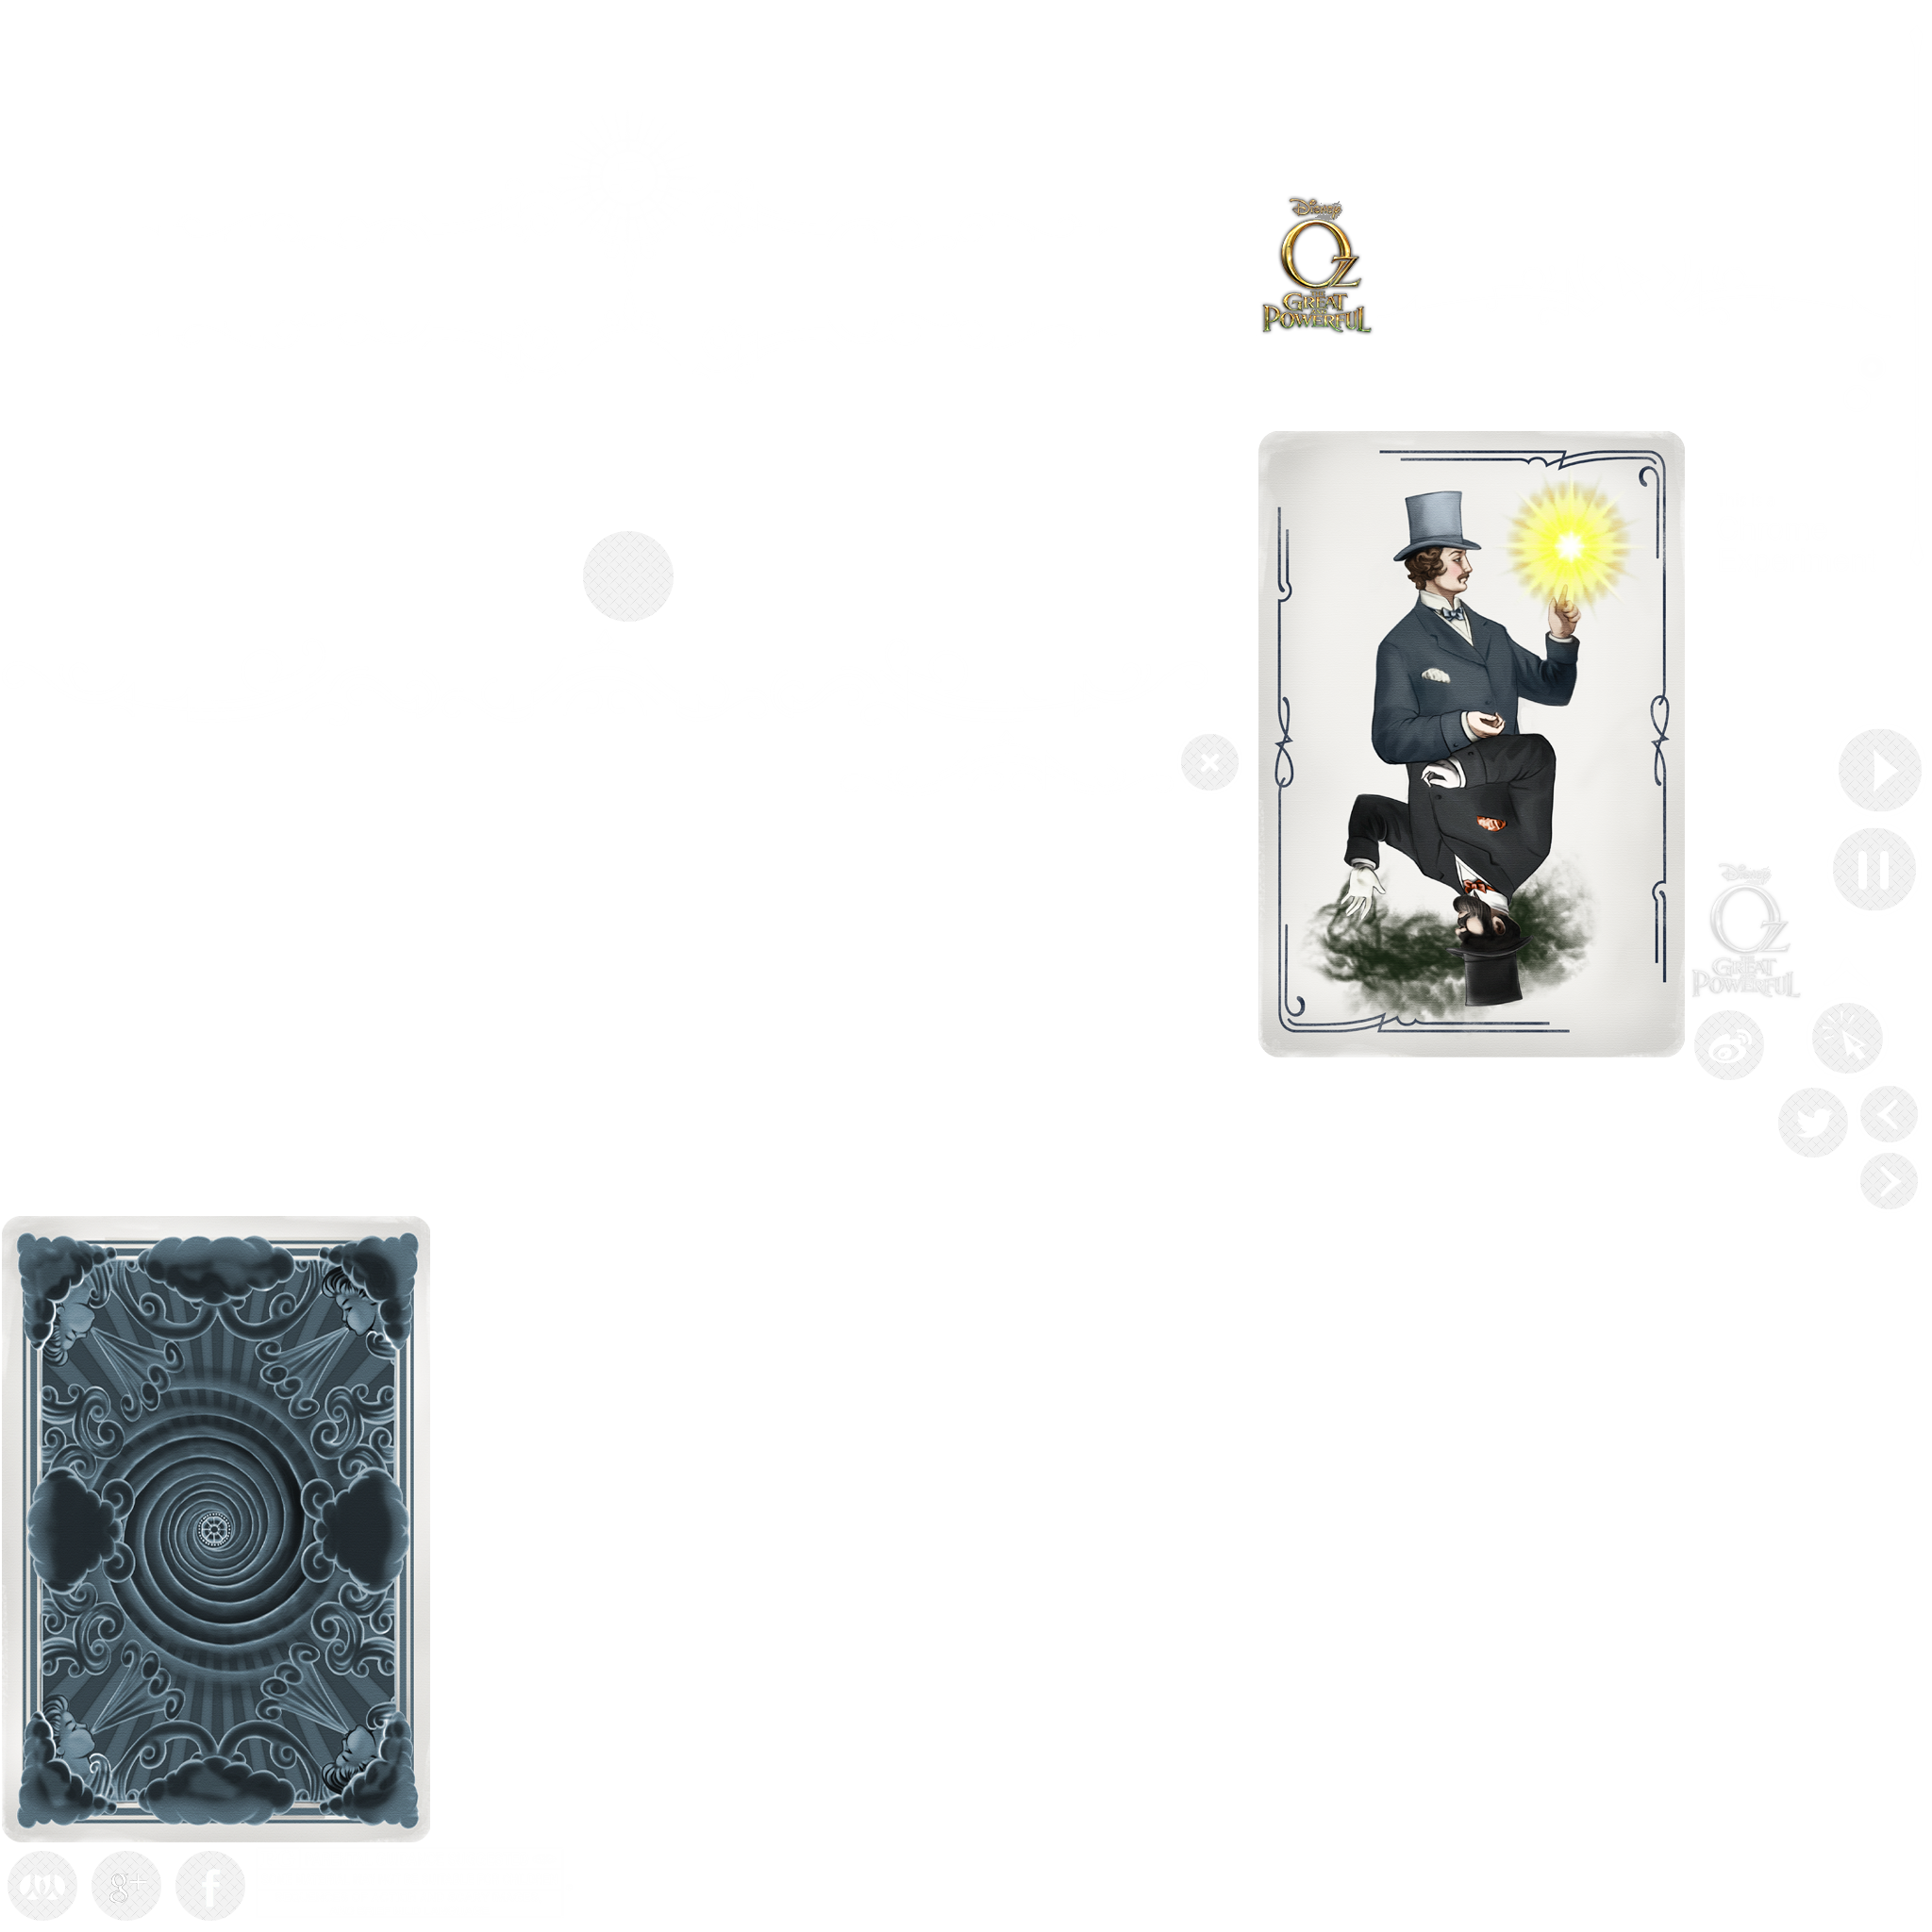 Disney
Oz
THE
GREAT
AND
POWERFUL
Disney
Oz
THE
GREAT
AND
POWERFUL
g+
f